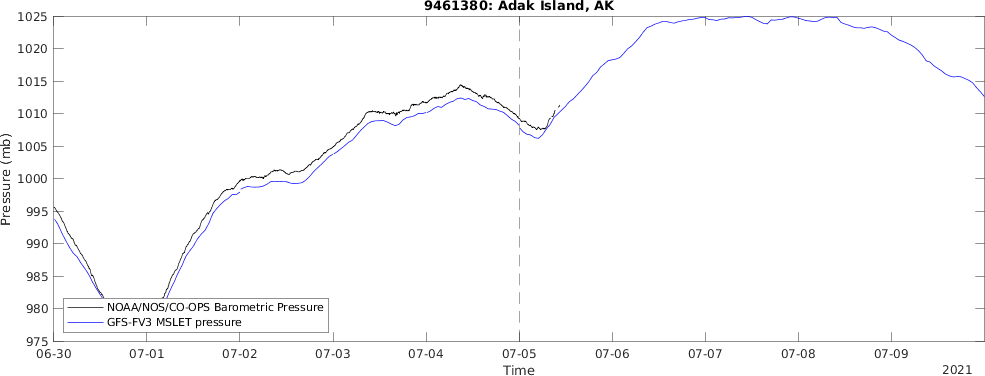 9461380: Adak Island, AK
Pressure (mb)
1025
1020
1015
1010
1005
1000
995
990
985
980
975
NOAA/NOS/CO-OPS Barometric Pressure
GFS-FV3 MSLET pressure
06-30 07-01 07-02 07-03 07-04 07-05 07-06 07-07 07-08 07-09
Time
2021